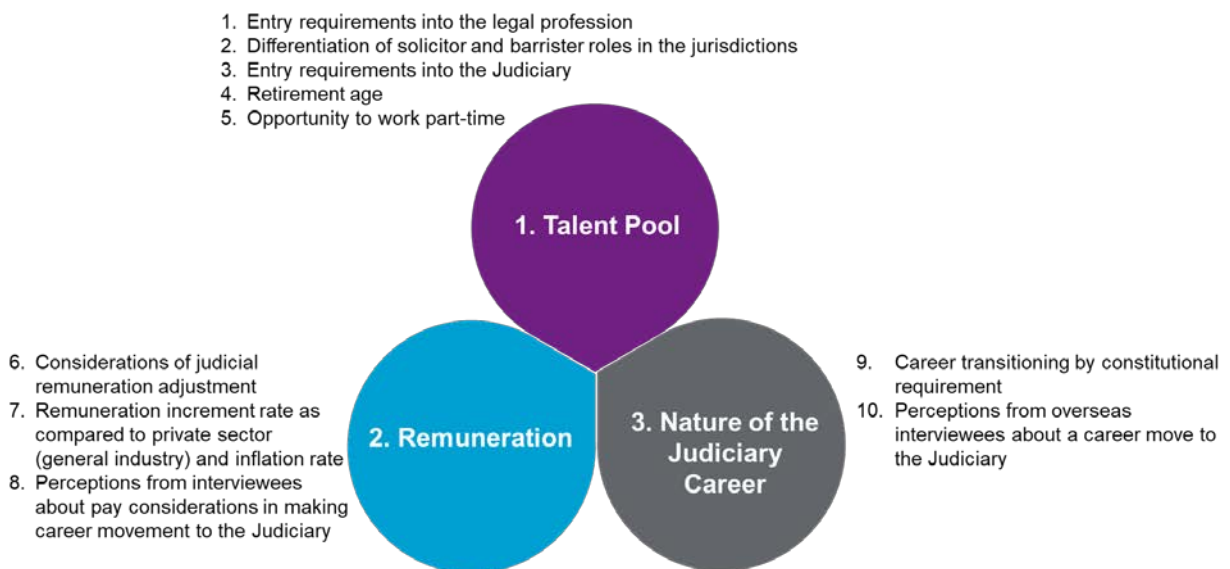 1. Entry requirements into the legal profession
2. Differentiation of solicitor and barrister roles in the jurisdictions
3. Entry requirements into the Judiciary
4. Retirement age
5. Opportunity to work part-time
1. Talent Pool
6. Considerations of judicial
remuneration adjustment
7. Remuneration increment rate as
compared to private sector
(general industry) and inflation rate
8. Perceptions from interviewees
about pay considerations in making
career movement to the Judiciary
2. Remuneration
3. Nature of the
Judiciary
Career
9. Career transitioning by constitutional
requirement
10. Perceptions from overseas
interviewees about a career move to
the Judiciary